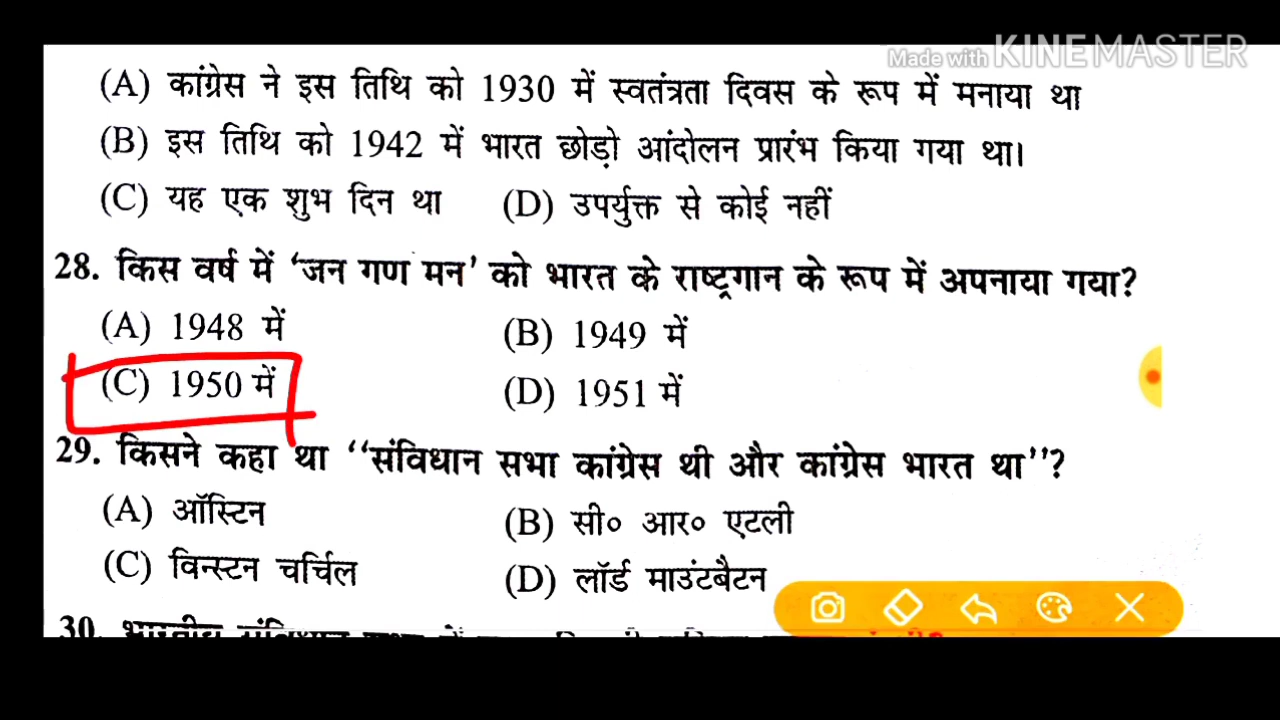 Made with KINEMASTER
(A) कांग्रेस ने इस तिथि को 1930 में स्वतंत्रता दिवस के रूप में मनाया था
(B) इस तिथि को 1942 में भारत छोड़ो आंदोलन प्रारंभ किया गया था।
(C) यह एक शुभ दिन था (D) उपर्युक्त से कोई नहीं
28. किस वर्ष में ‘जन गण मन’ को भारत के राष्ट्रगान के रूप में अपनाया गया?
(A) 1948 में (B) 1949 में
(C) 1950 में (D) 1951 में
29. किसने कहा था ‘‘संविधान सभा कांग्रेस थी और कांग्रेस भारत था’’?
(A) ऑस्टिन (B) सी० आर० एटली
(C) विन्स्टन चर्चिल (D) लॉर्ड माउंटबैटन
30.